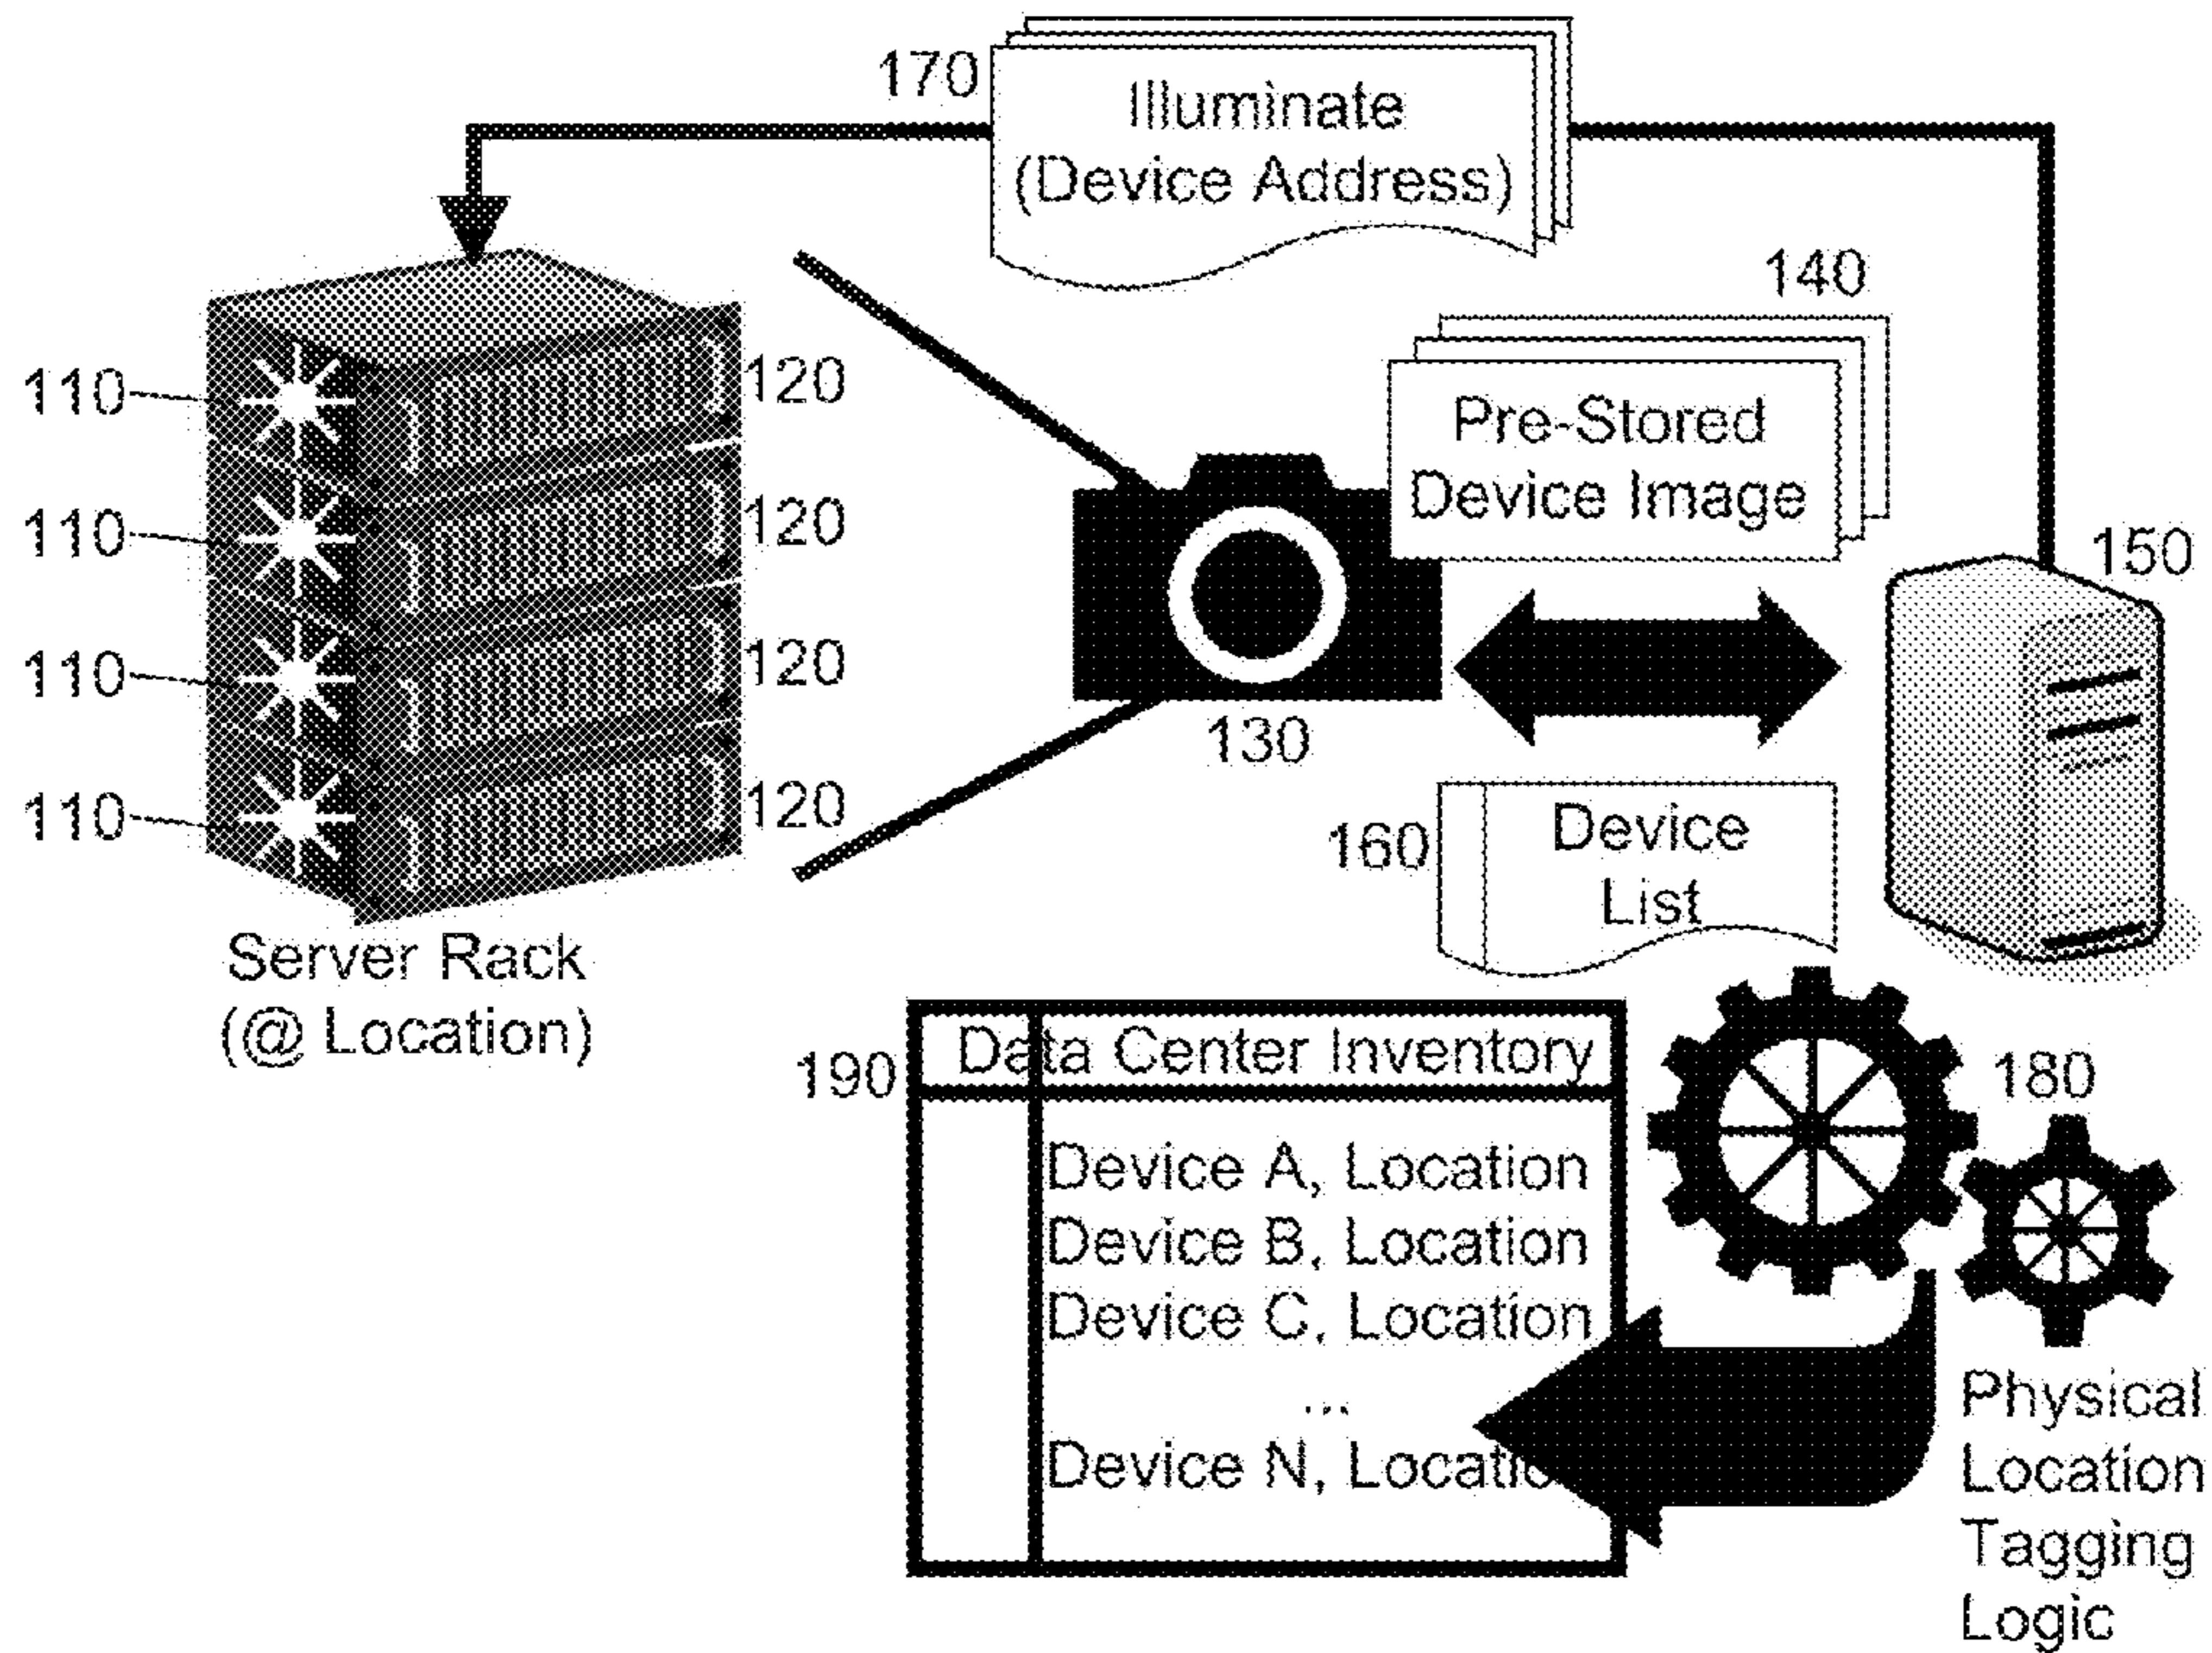 170
Illuminate
(Device Address)
140
Pre-Stored
Device Image
110
120
110
120
110
120
110
120
130
150
160
Device
List
Server Rack
(@ Location)
190
Data Center Inventory
Device A, Location
Device B, Location
Device C, Location
...
Device N, Locatio
180
Physical
Location
Tagging
Logic